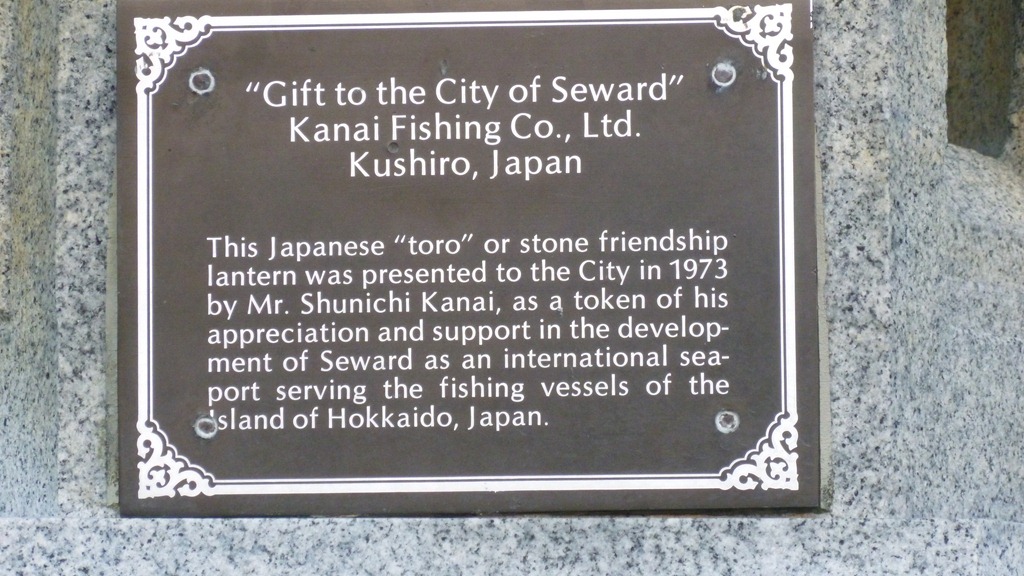 “Gift to the City of Seward”
Kanai Fishing Co., Ltd.
Kushiro, Japan
This Japanese “toro” or stone friendship
lantern was presented to the City in 1973
by Mr. Shunichi Kanai, as a token of his
appreciation and support in the develop-
ment of Seward as an international sea-
port serving the fishing vessels of the
Island of Hokkaido, Japan.